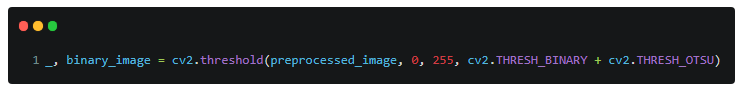 1 _, binary_image = cv2.threshold(preprocessed_image, 0, 255, cv2.THRESH_BINARY + cv2.THRESH_OTSU)